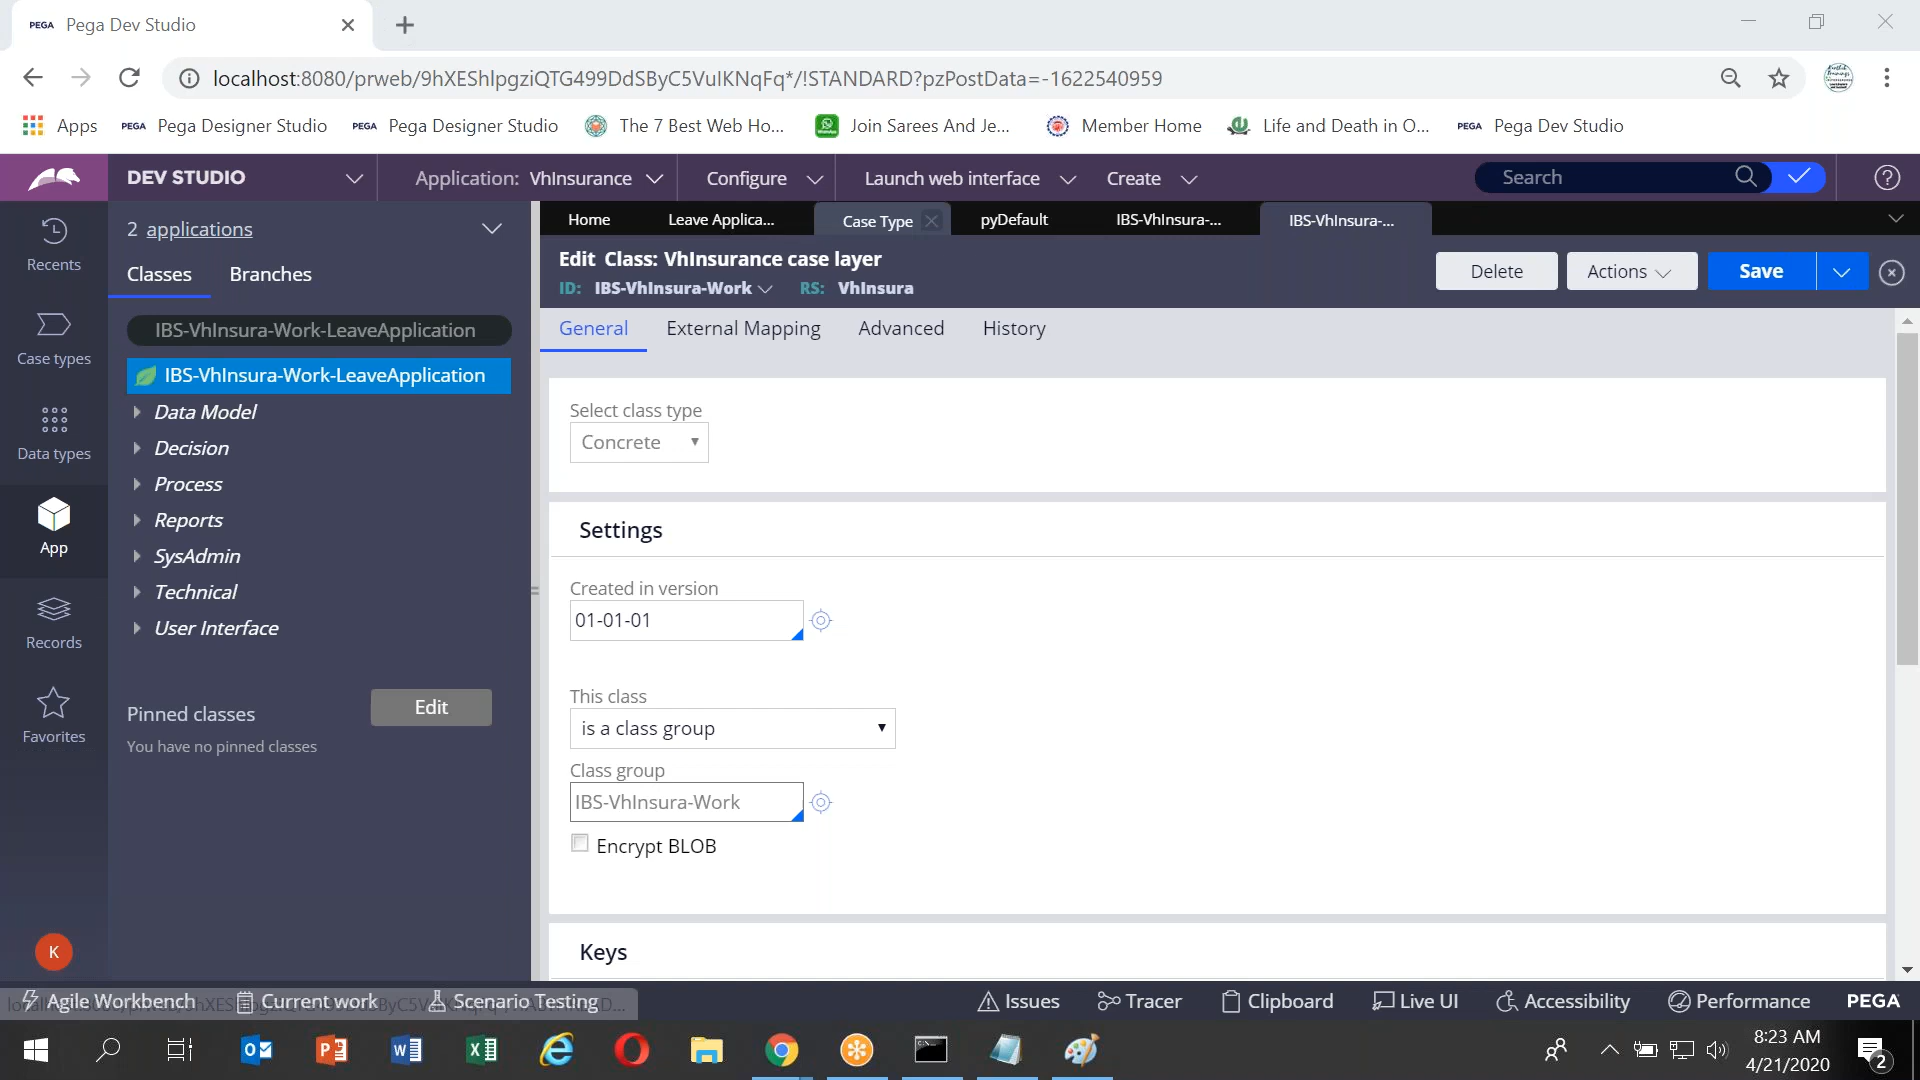 PEGA Pega Dev Studio
localhost:8080/prweb/9hXEShlpgziQTG499DdSByC5VuIKNqFq*/!STANDARD?pzPostData=-1622540959
Apps PEGA Pega Designer Studio PEGA Pega Designer Studio The 7 Best Web Ho... Join Sarees And Je... Member Home Life and Death in O... PEGA Pega Dev Studio
DEV STUDIO Application: VhInsurance Configure Launch web interface Create Search
Recents
Case types
Data types
App
Records
Favorites
K
2 applications
Classes Branches
IBS-VhInsura-Work-LeaveApplication
IBS-VhInsura-Work-LeaveApplication
Data Model
Decision
Process
Reports
SysAdmin
Technical
User Interface
Pinned classes Edit
You have no pinned classes
Home Leave Applica... Case Type pyDefault IBS-VhInsura-... IBS-VhInsura-...
Edit Class: VhInsurance case layer
ID: IBS-VhInsura-Work RS: VhInsura
Delete Actions Save
General External Mapping Advanced History
Select class type
Concrete
Settings
Created in version
01-01-01
This class
is a class group
Class group
IBS-VhInsura-Work
Encrypt BLOB
Keys
Agile Workbench Current work Scenario Testing Issues Tracer Clipboard Live UI Accessibility Performance PEGA
8:23 AM
4/21/2020
2